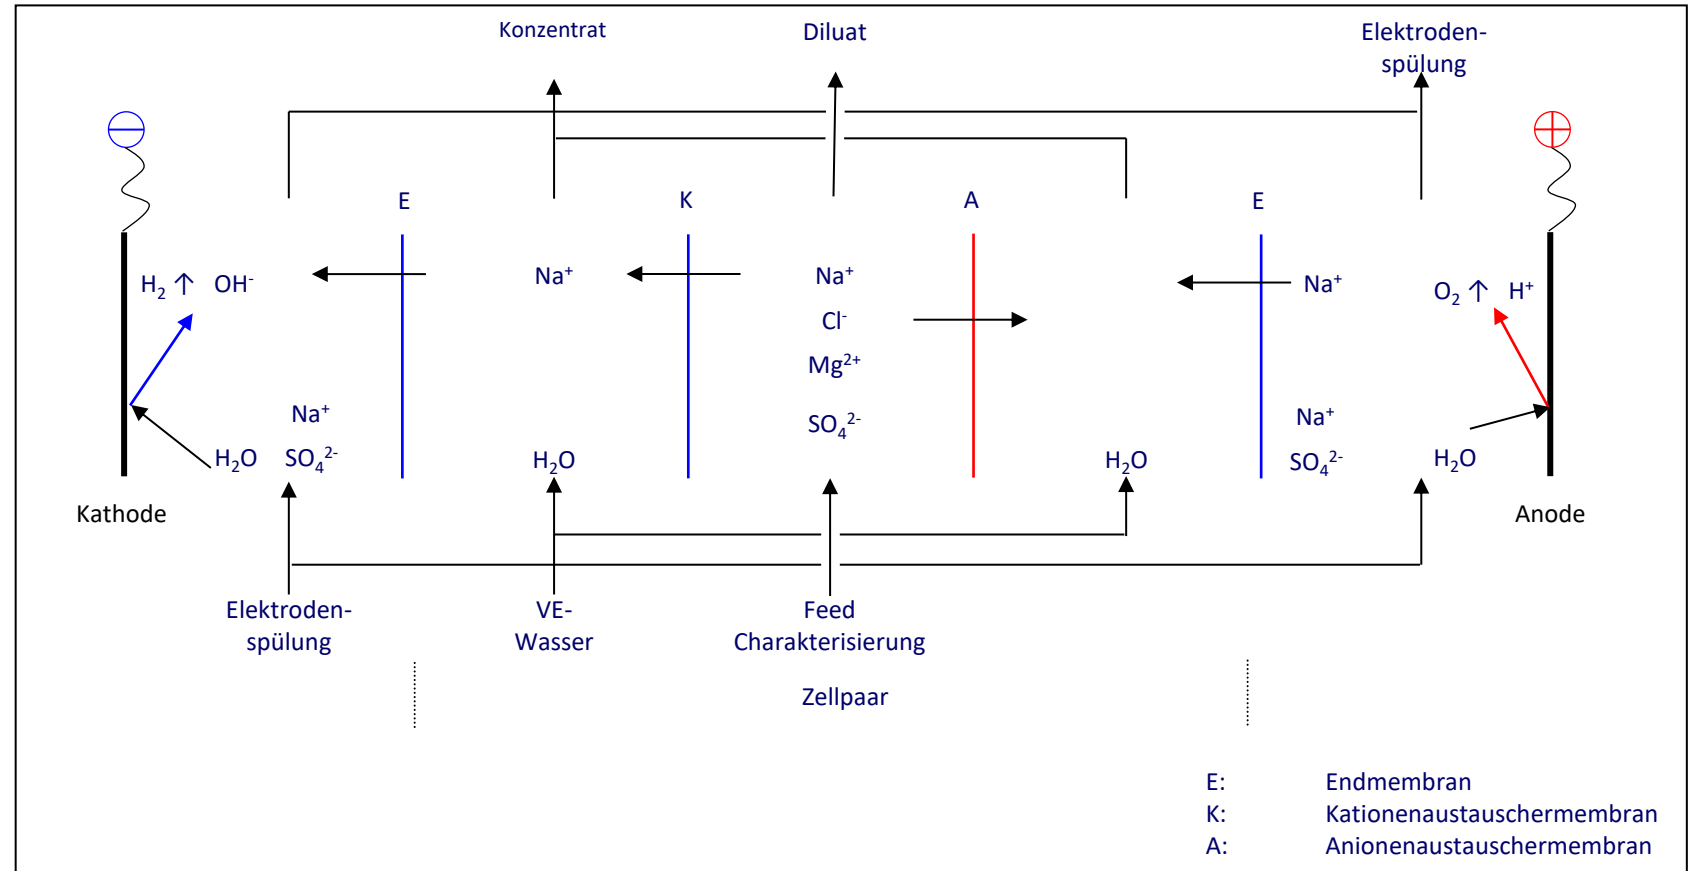 Konzentrat
Diluat
Elektroden-
spülung
E
K
A
E
H₂ ↑ OH⁻
Na⁺
Na⁺
Na⁺
O₂ ↑ H⁺
Cl⁻
Mg²⁺
Na⁺
SO₄²⁻
Na⁺
H₂O
SO₄²⁻
H₂O
H₂O
SO₄²⁻
H₂O
Kathode
Anode
Elektroden-
spülung
VE-
Wasser
Feed
Charakterisierung
Zellpaar
E: Endmembran
K: Kationenaustauschermembran
A: Anionenaustauschermembran